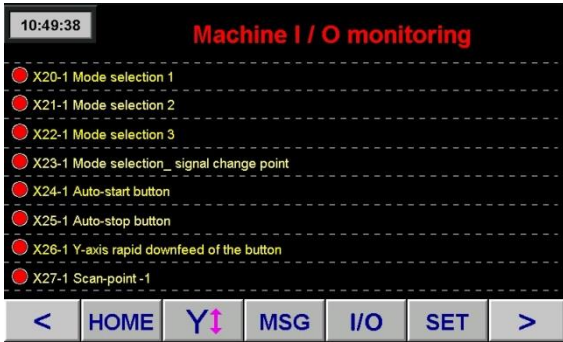 10:49:38
Machine I / O monitoring
X20-1 Mode selection 1
X21-1 Mode selection 2
X22-1 Mode selection 3
X23-1 Mode selection_ signal change point
X24-1 Auto-start button
X25-1 Auto-stop button
X26-1 Y-axis rapid downfeed of the button
X27-1 Scan-point -1
< HOME Y MSG I/O SET >